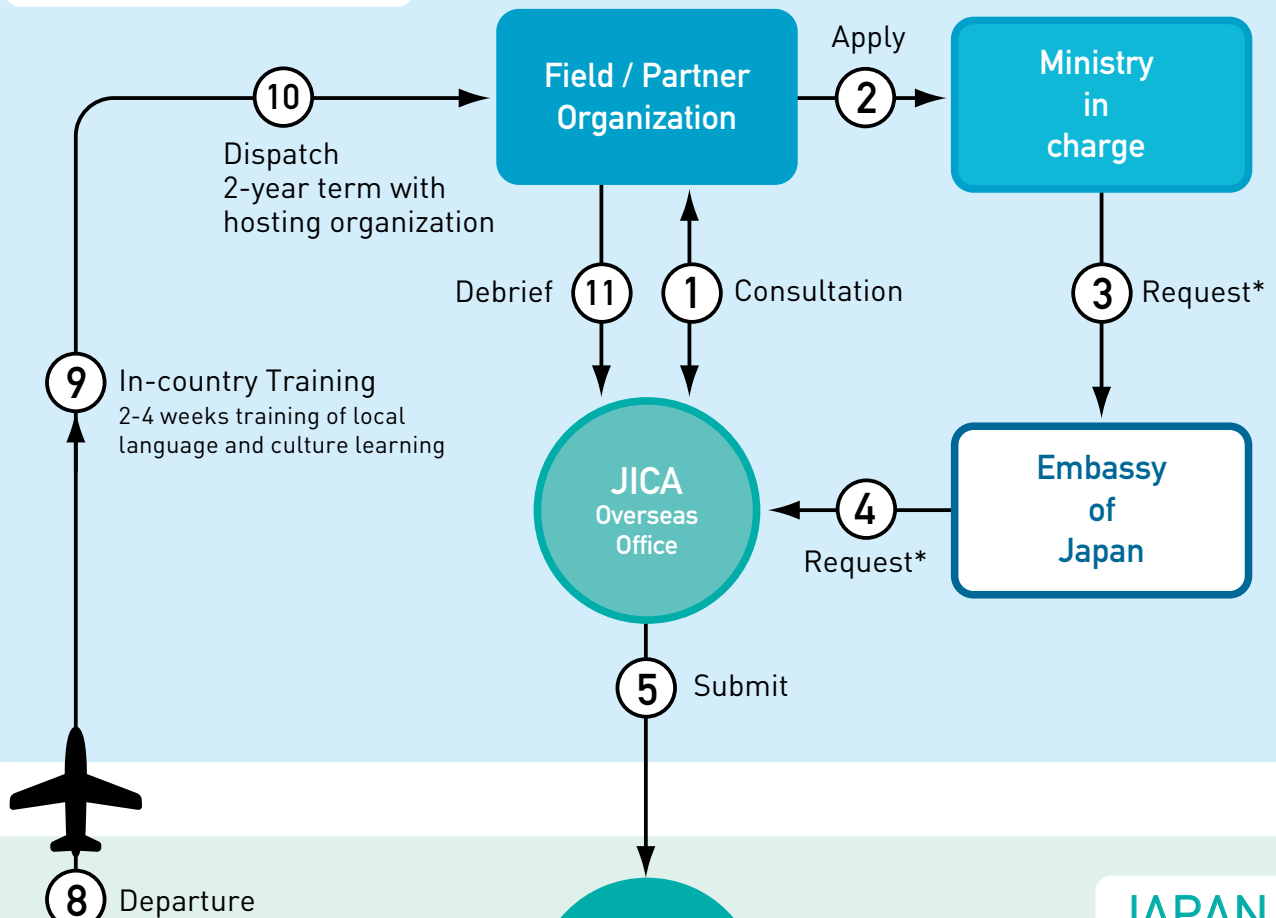 Field / Partner
Organization
Apply
2
Ministry
in
charge
10
Dispatch
2-year term with
hosting organization
Debrief
11
1
Consultation
3
Request*
9
In-country Training
2-4 weeks training of local
language and culture learning
JICA
Overseas
Office
4
Request*
Embassy
of
Japan
5
Submit
8
Departure
JAPAN